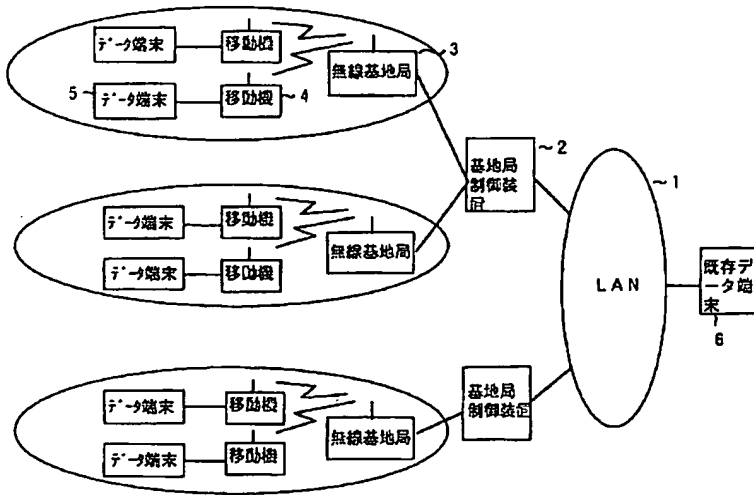 データ端末
移動機
3
無線基地局
5
データ端末
移動機
4
基地局
制御装置
~2
~1
データ端末
移動機
無線基地局
データ端末
移動機
LAN
既存デ
ータ端
末
6
データ端末
移動機
無線基地局
データ端末
移動機
基地局
制御装置